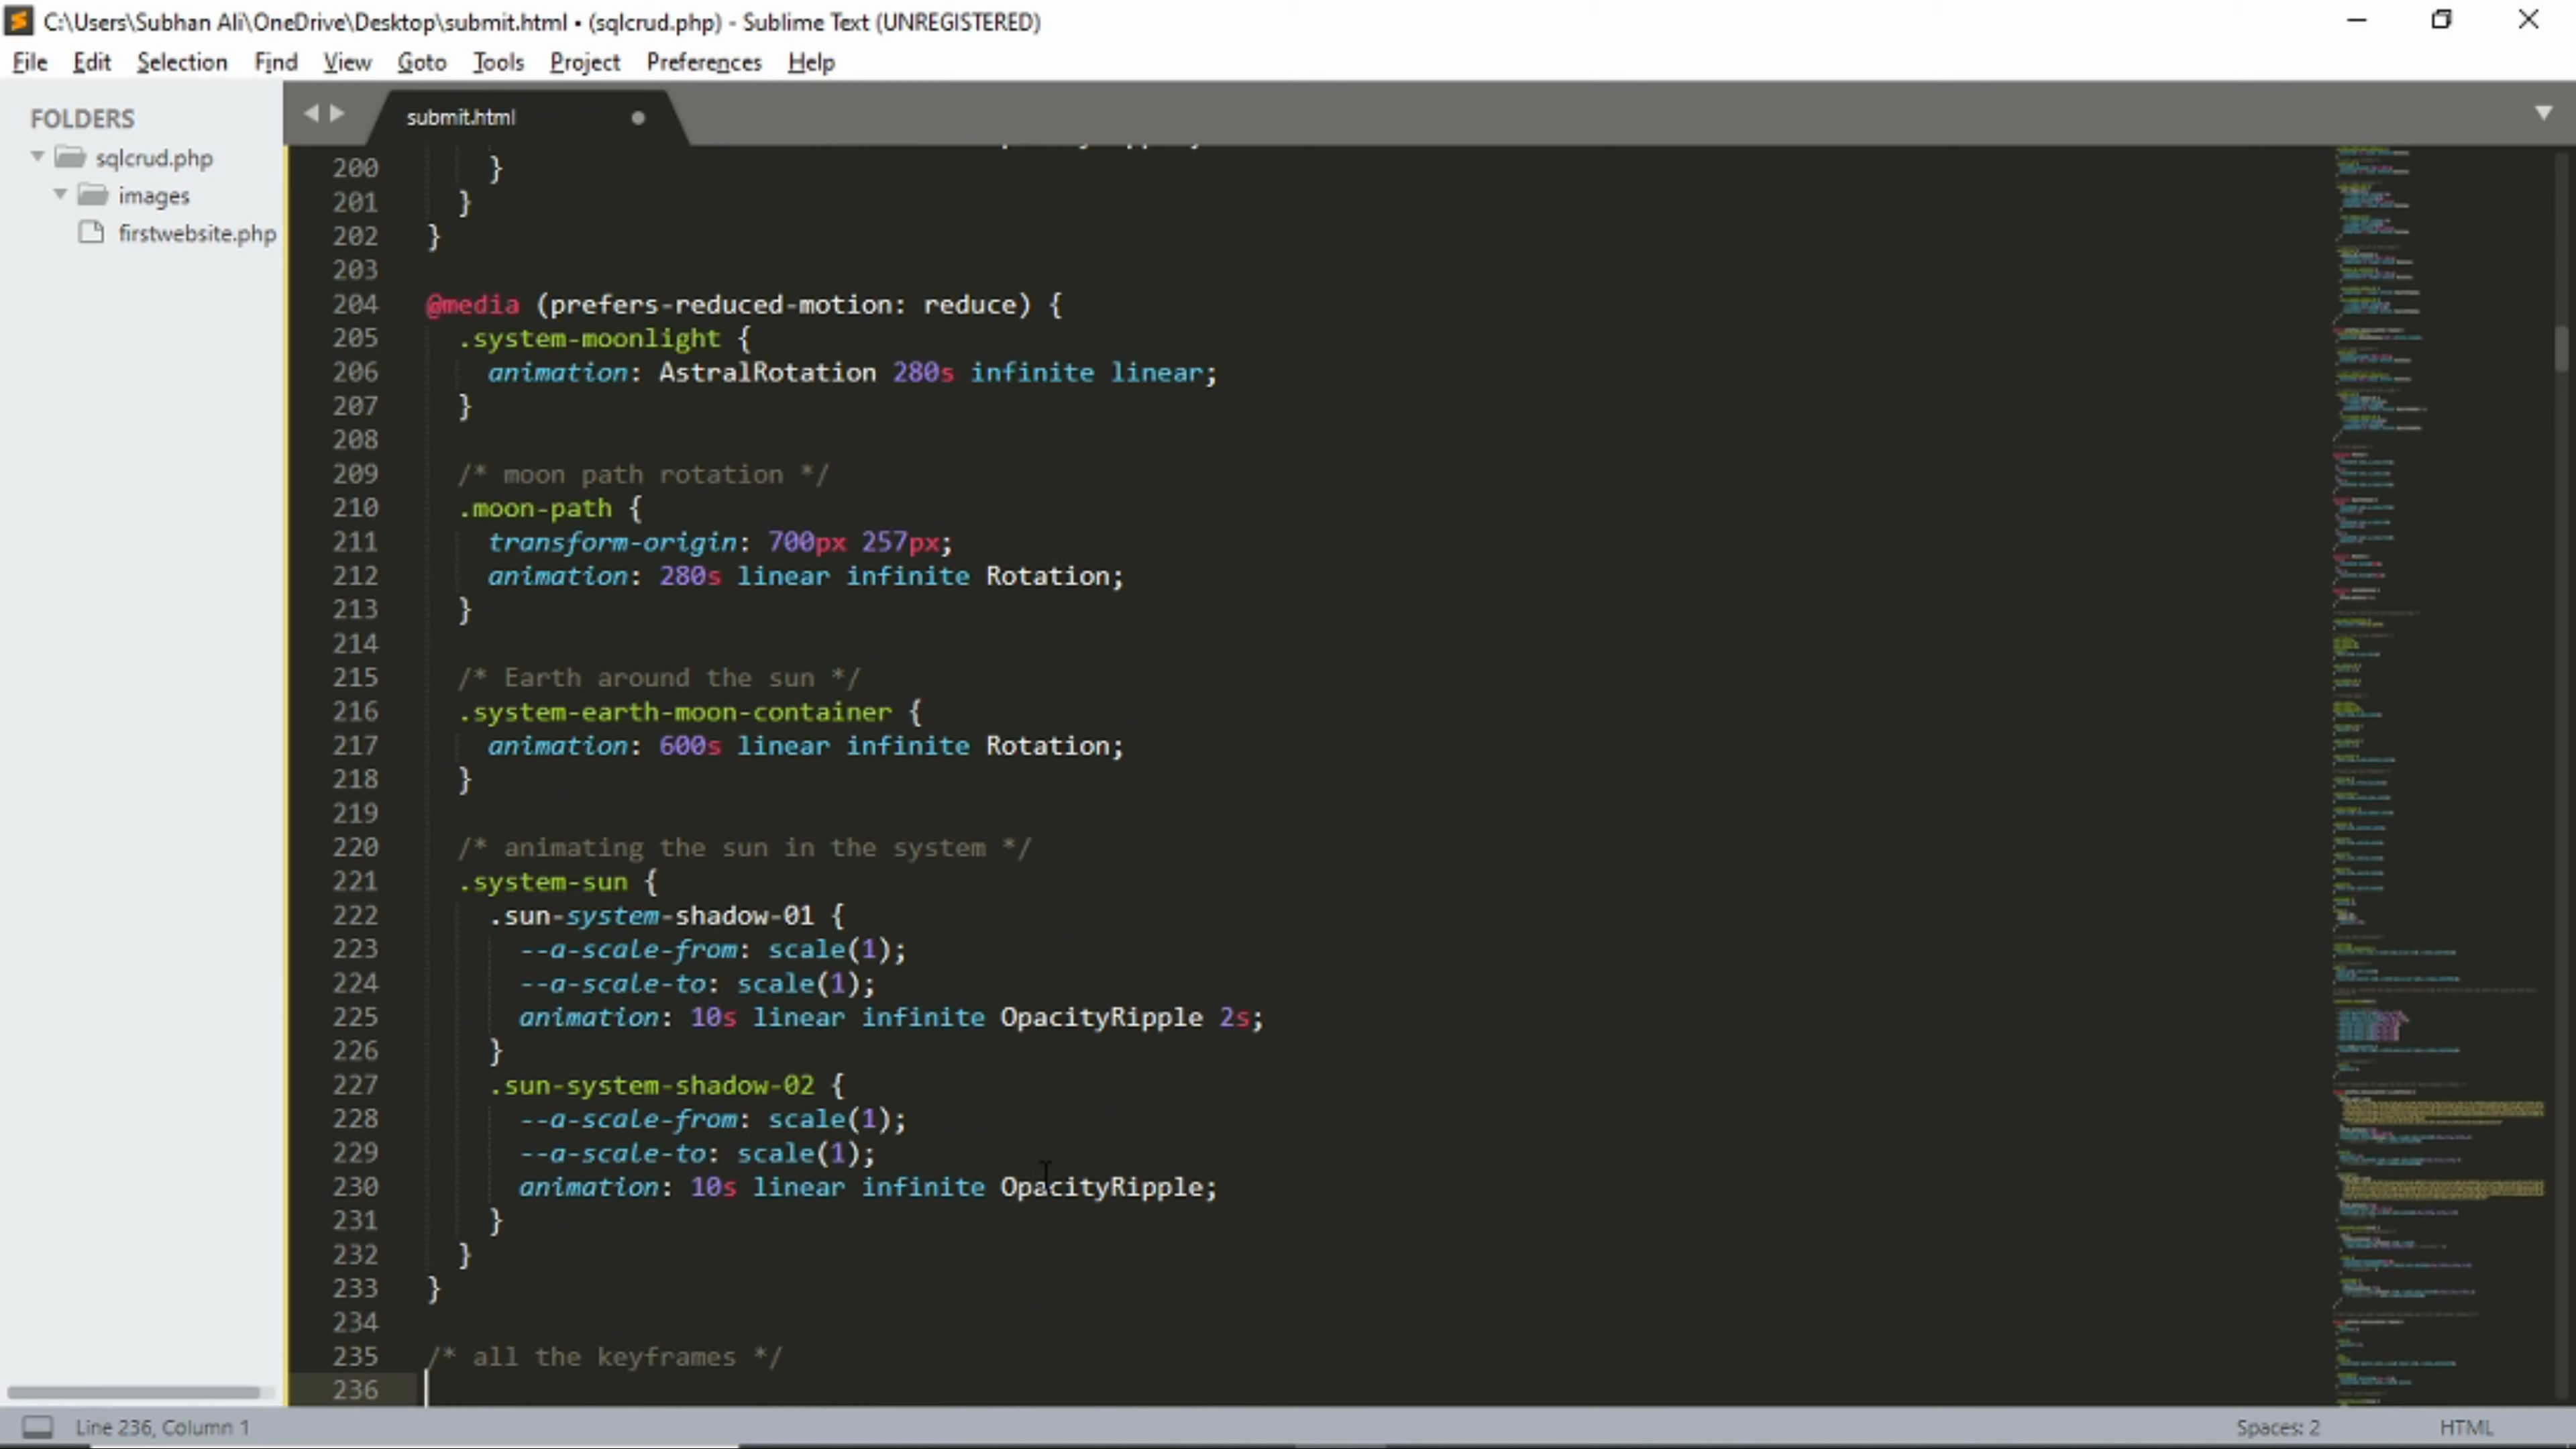 C:\Users\Subhan Ali\OneDrive\Desktop\submit.html • (sqlcrud.php) - Sublime Text (UNREGISTERED)
File Edit Selection Find View Goto Tools Project Preferences Help
FOLDERS
sqlcrud.php
images
firstwebsite.php
submit.html
200 }
201 }
202 }
203
204 @media (prefers-reduced-motion: reduce) {
205 .system-moonlight {
206 animation: AstralRotation 280s infinite linear;
207 }
208
209 /* moon path rotation */
210 .moon-path {
211 transform-origin: 700px 257px;
212 animation: 280s linear infinite Rotation;
213 }
214
215 /* Earth around the sun */
216 .system-earth-moon-container {
217 animation: 600s linear infinite Rotation;
218 }
219
220 /* animating the sun in the system */
221 .system-sun {
222 .sun-system-shadow-01 {
223 --a-scale-from: scale(1);
224 --a-scale-to: scale(1);
225 animation: 10s linear infinite OpacityRipple 2s;
226 }
227 .sun-system-shadow-02 {
228 --a-scale-from: scale(1);
229 --a-scale-to: scale(1);
230 animation: 10s linear infinite OpacityRipple;
231 }
232 }
233 }
234
235 /* all the keyframes */
236
Line 236, Column 1
Spaces: 2
HTML